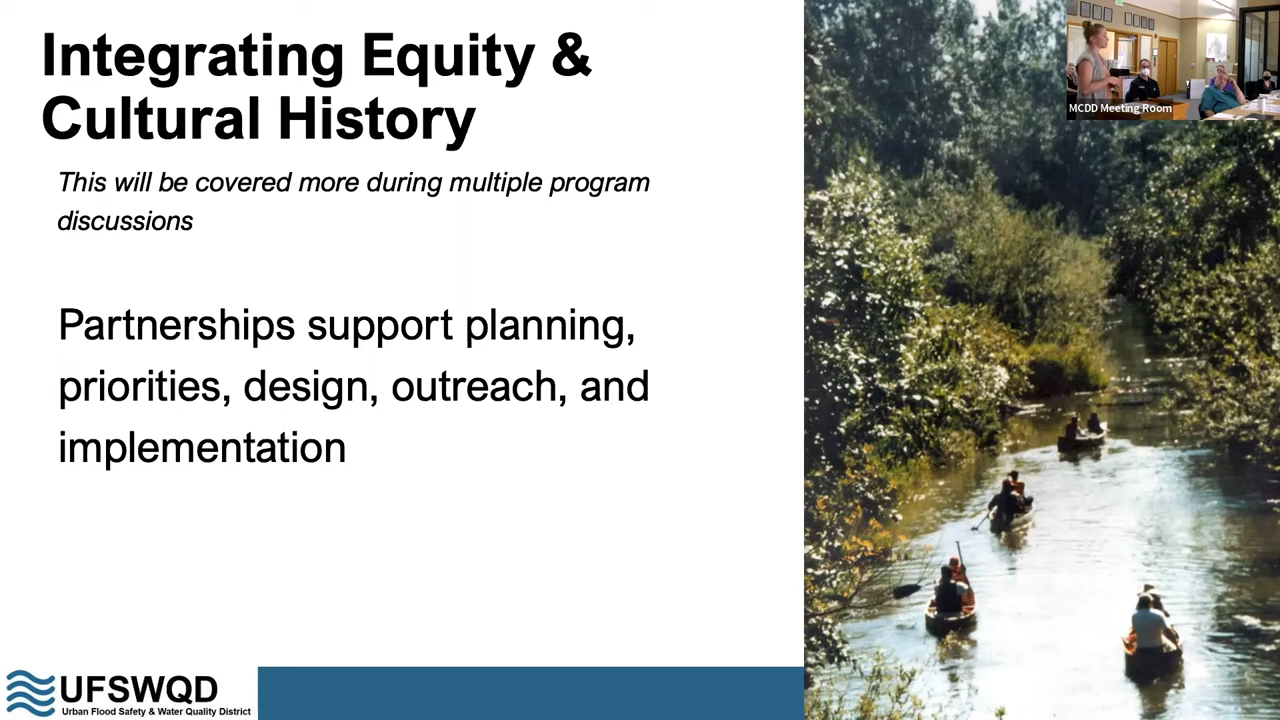 Integrating Equity &
Cultural History
This will be covered more during multiple program
discussions
Partnerships support planning,
priorities, design, outreach, and
implementation
UFSWQD
Urban Flood Safety & Water Quality District
MCDD Meeting Room